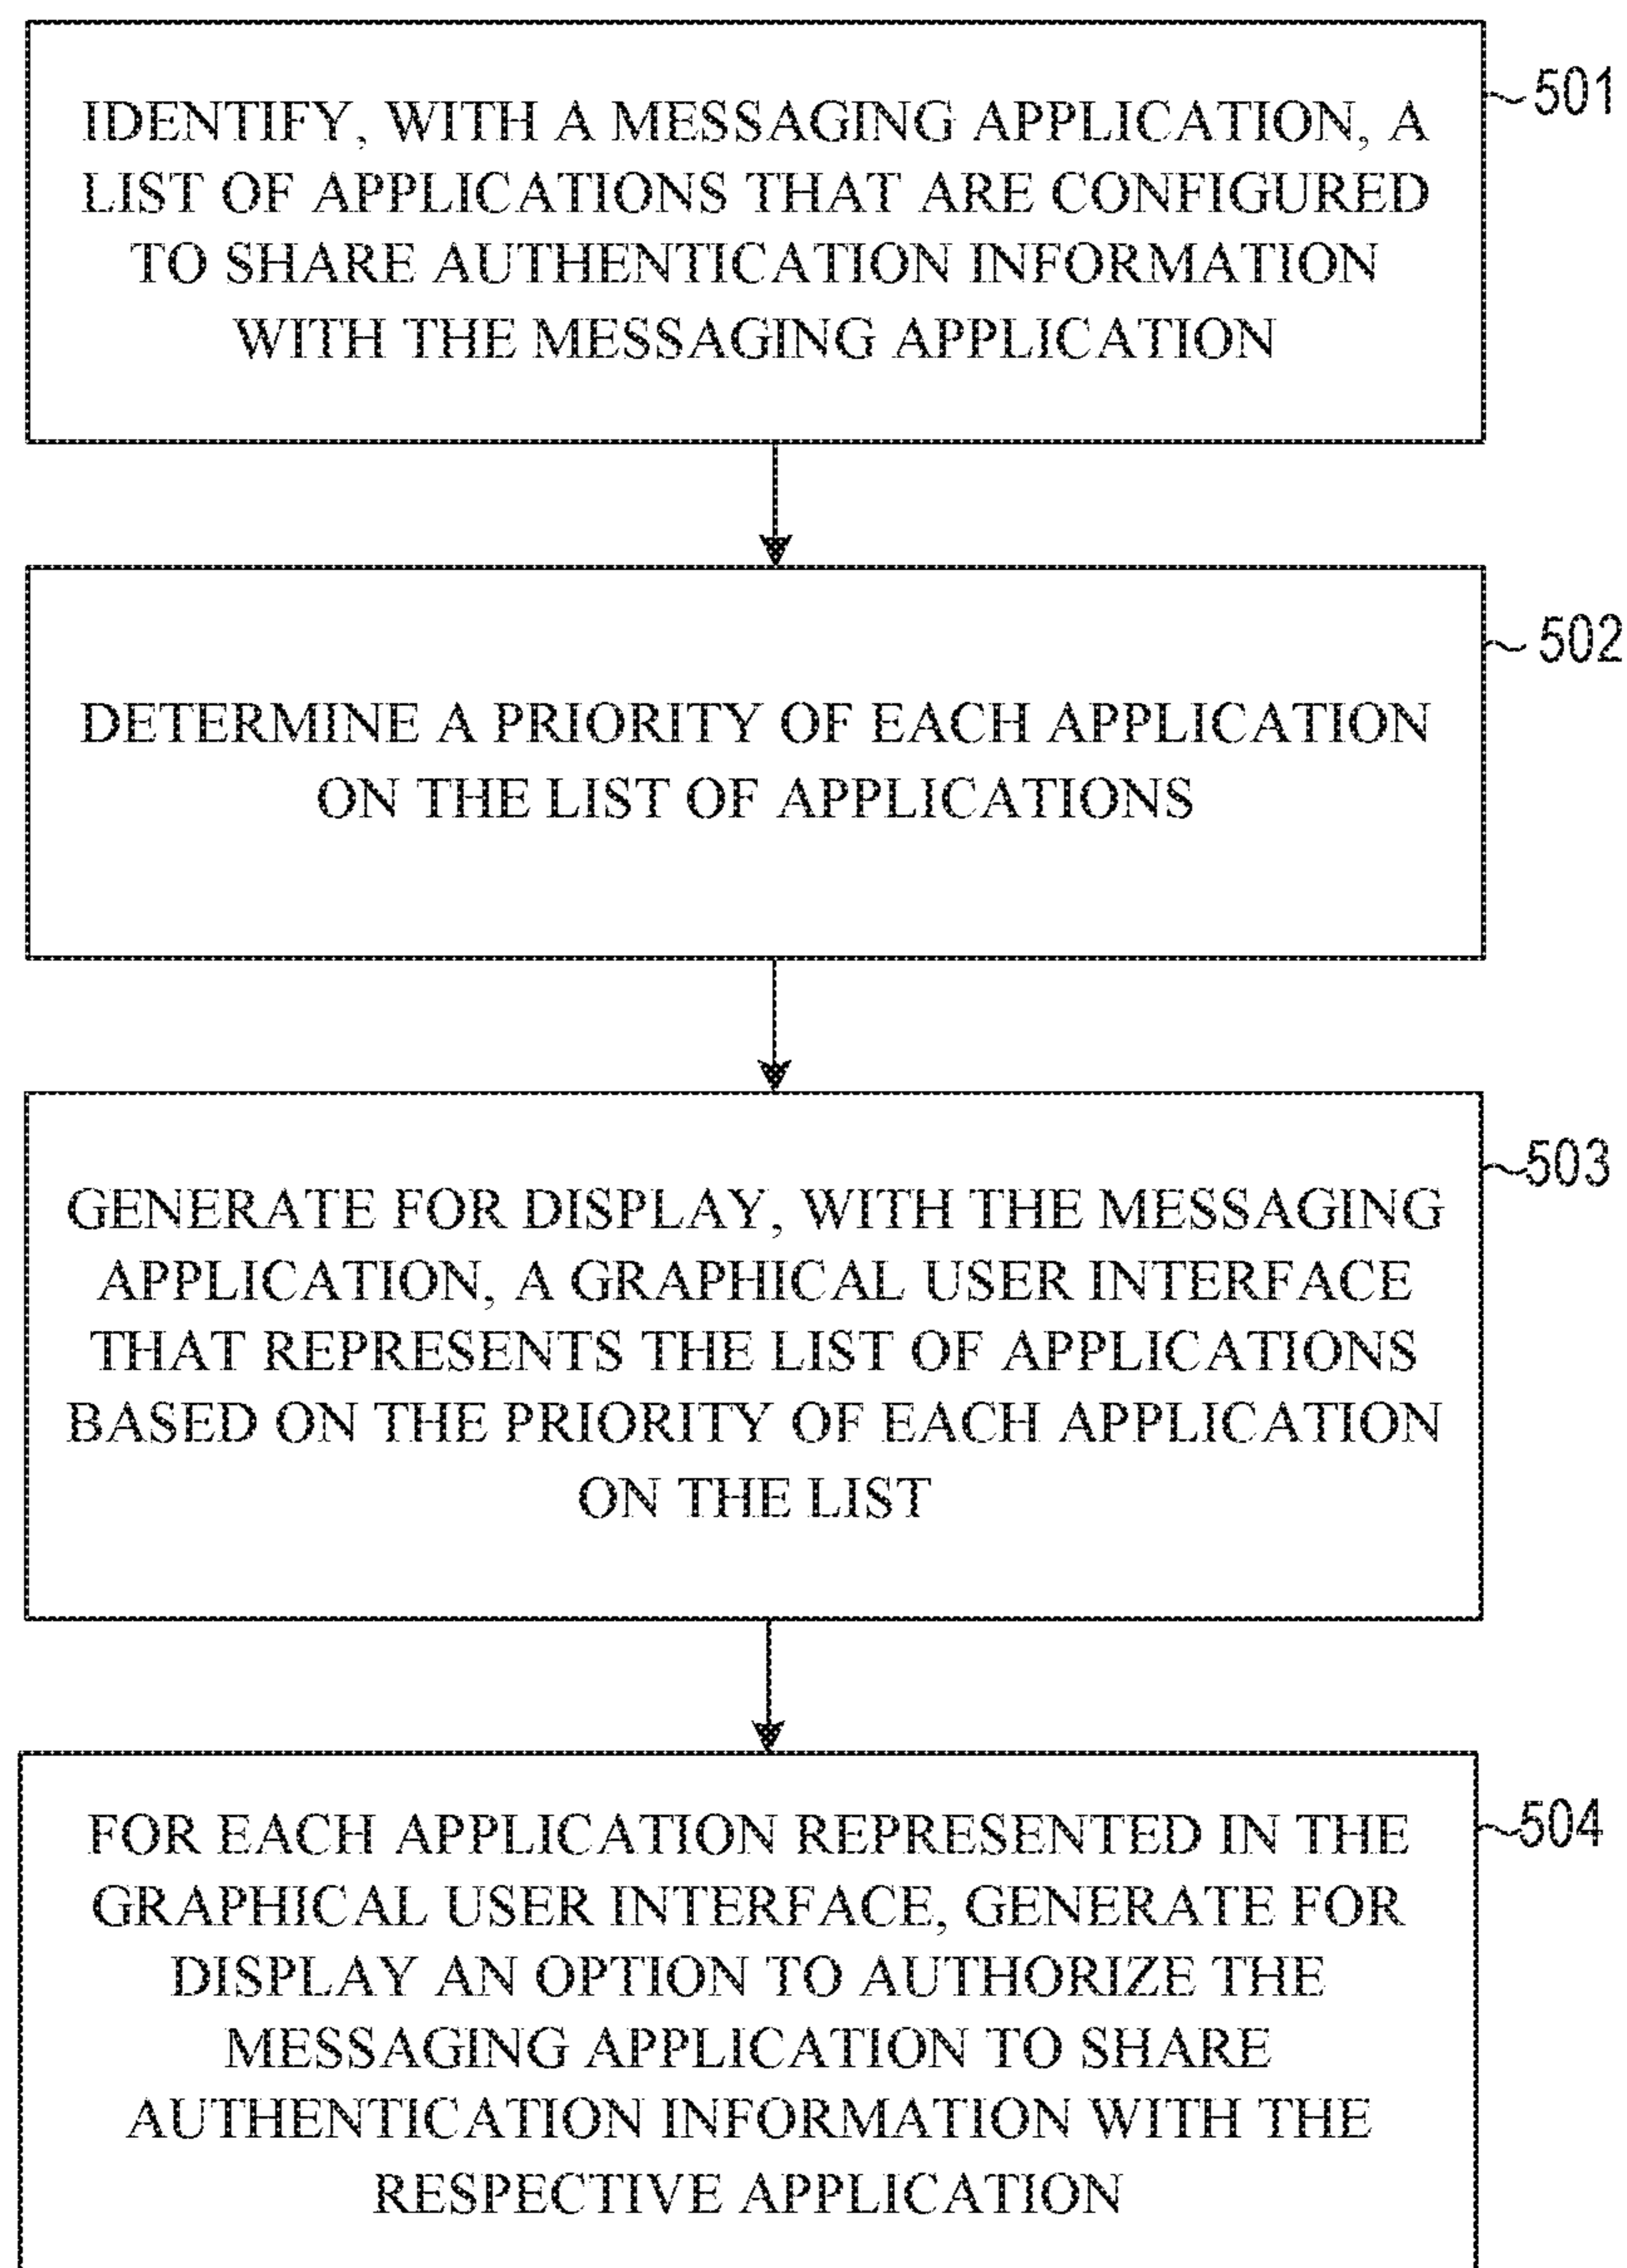 IDENTIFY, WITH A MESSAGING APPLICATION, A
LIST OF APPLICATIONS THAT ARE CONFIGURED
TO SHARE AUTHENTICATION INFORMATION
WITH THE MESSAGING APPLICATION
501
DETERMINE A PRIORITY OF EACH APPLICATION
ON THE LIST OF APPLICATIONS
502
GENERATE FOR DISPLAY, WITH THE MESSAGING
APPLICATION, A GRAPHICAL USER INTERFACE
THAT REPRESENTS THE LIST OF APPLICATIONS
BASED ON THE PRIORITY OF EACH APPLICATION
ON THE LIST
503
FOR EACH APPLICATION REPRESENTED IN THE
GRAPHICAL USER INTERFACE, GENERATE FOR
DISPLAY AN OPTION TO AUTHORIZE THE
MESSAGING APPLICATION TO SHARE
AUTHENTICATION INFORMATION WITH THE
RESPECTIVE APPLICATION
504